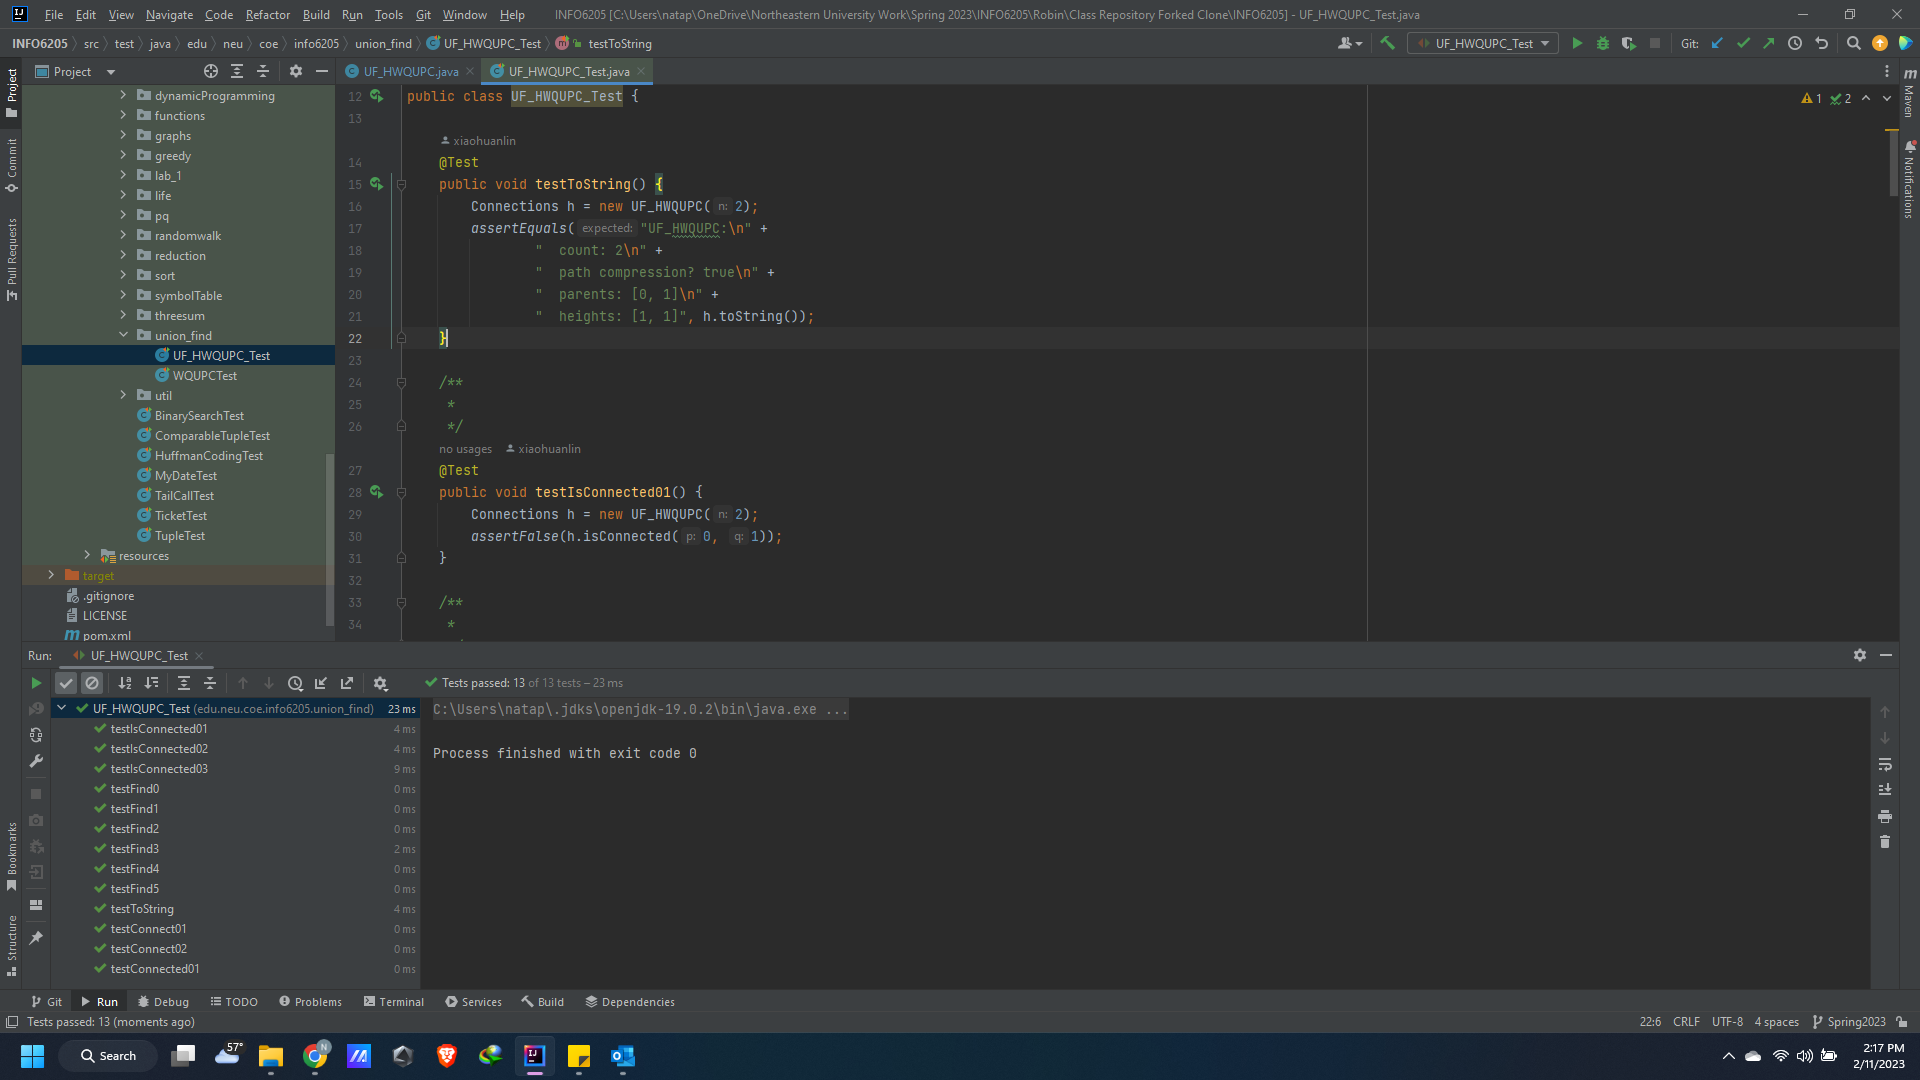 File Edit View Navigate Code Refactor Build Run Tools Git Window Help INFO6205 [C:\Users\natap\OneDrive\Northeastern University Work\Spring 2023\INFO6205\Robin\Class Repository Forked Clone\INFO6205] - UF_HWQUPC_Test.java
INFO6205 src test java edu neu coe info6205 union_find UF_HWQUPC_Test testToString UF_HWQUPC_Test Git:
Project UF_HWQUPC.java UF_HWQUPC_Test.java
Project
Commit
Pull Requests
Bookmarks
Structure
Maven
Notifications
dynamicProgramming
functions
graphs
greedy
lab_1
life
pq
randomwalk
reduction
sort
symbolTable
threesum
union_find
UF_HWQUPC_Test
WQUPCTest
util
BinarySearchTest
ComparableTupleTest
HuffmanCodingTest
MyDateTest
TailCallTest
TicketTest
TupleTest
resources
target
.gitignore
LICENSE
pom.xml
1 2
12 public class UF_HWQUPC_Test {
13
xiaohuanlin
14 @Test
15 public void testToString() {
16 Connections h = new UF_HWQUPC( n: 2);
17 assertEquals( expected: "UF_HWQUPC:\n" +
18 "  count: 2\n" +
19 "  path compression? true\n" +
20 "  parents: [0, 1]\n" +
21 "  heights: [1, 1]", h.toString());
22 }
23
24 /**
25 *
26 */
no usages xiaohuanlin
27 @Test
28 public void testIsConnected01() {
29 Connections h = new UF_HWQUPC( n: 2);
30 assertFalse(h.isConnected( p: 0, q: 1));
31 }
32
33 /**
34 *
Run: UF_HWQUPC_Test
Tests passed: 13 of 13 tests – 23 ms
UF_HWQUPC_Test (edu.neu.coe.info6205.union_find) 23 ms
testIsConnected01 4 ms
testIsConnected02 4 ms
testIsConnected03 9 ms
testFind0 0 ms
testFind1 0 ms
testFind2 0 ms
testFind3 2 ms
testFind4 0 ms
testFind5 0 ms
testToString 4 ms
testConnect01 0 ms
testConnect02 0 ms
testConnected01 0 ms
C:\Users\natap\.jdks\openjdk-19.0.2\bin\java.exe ...
Process finished with exit code 0
Git Run Debug TODO Problems Terminal Services Build Dependencies
Tests passed: 13 (moments ago) 22:6 CRLF UTF-8 4 spaces Spring2023
Search 57° N IJ 2:17 PM
2/11/2023